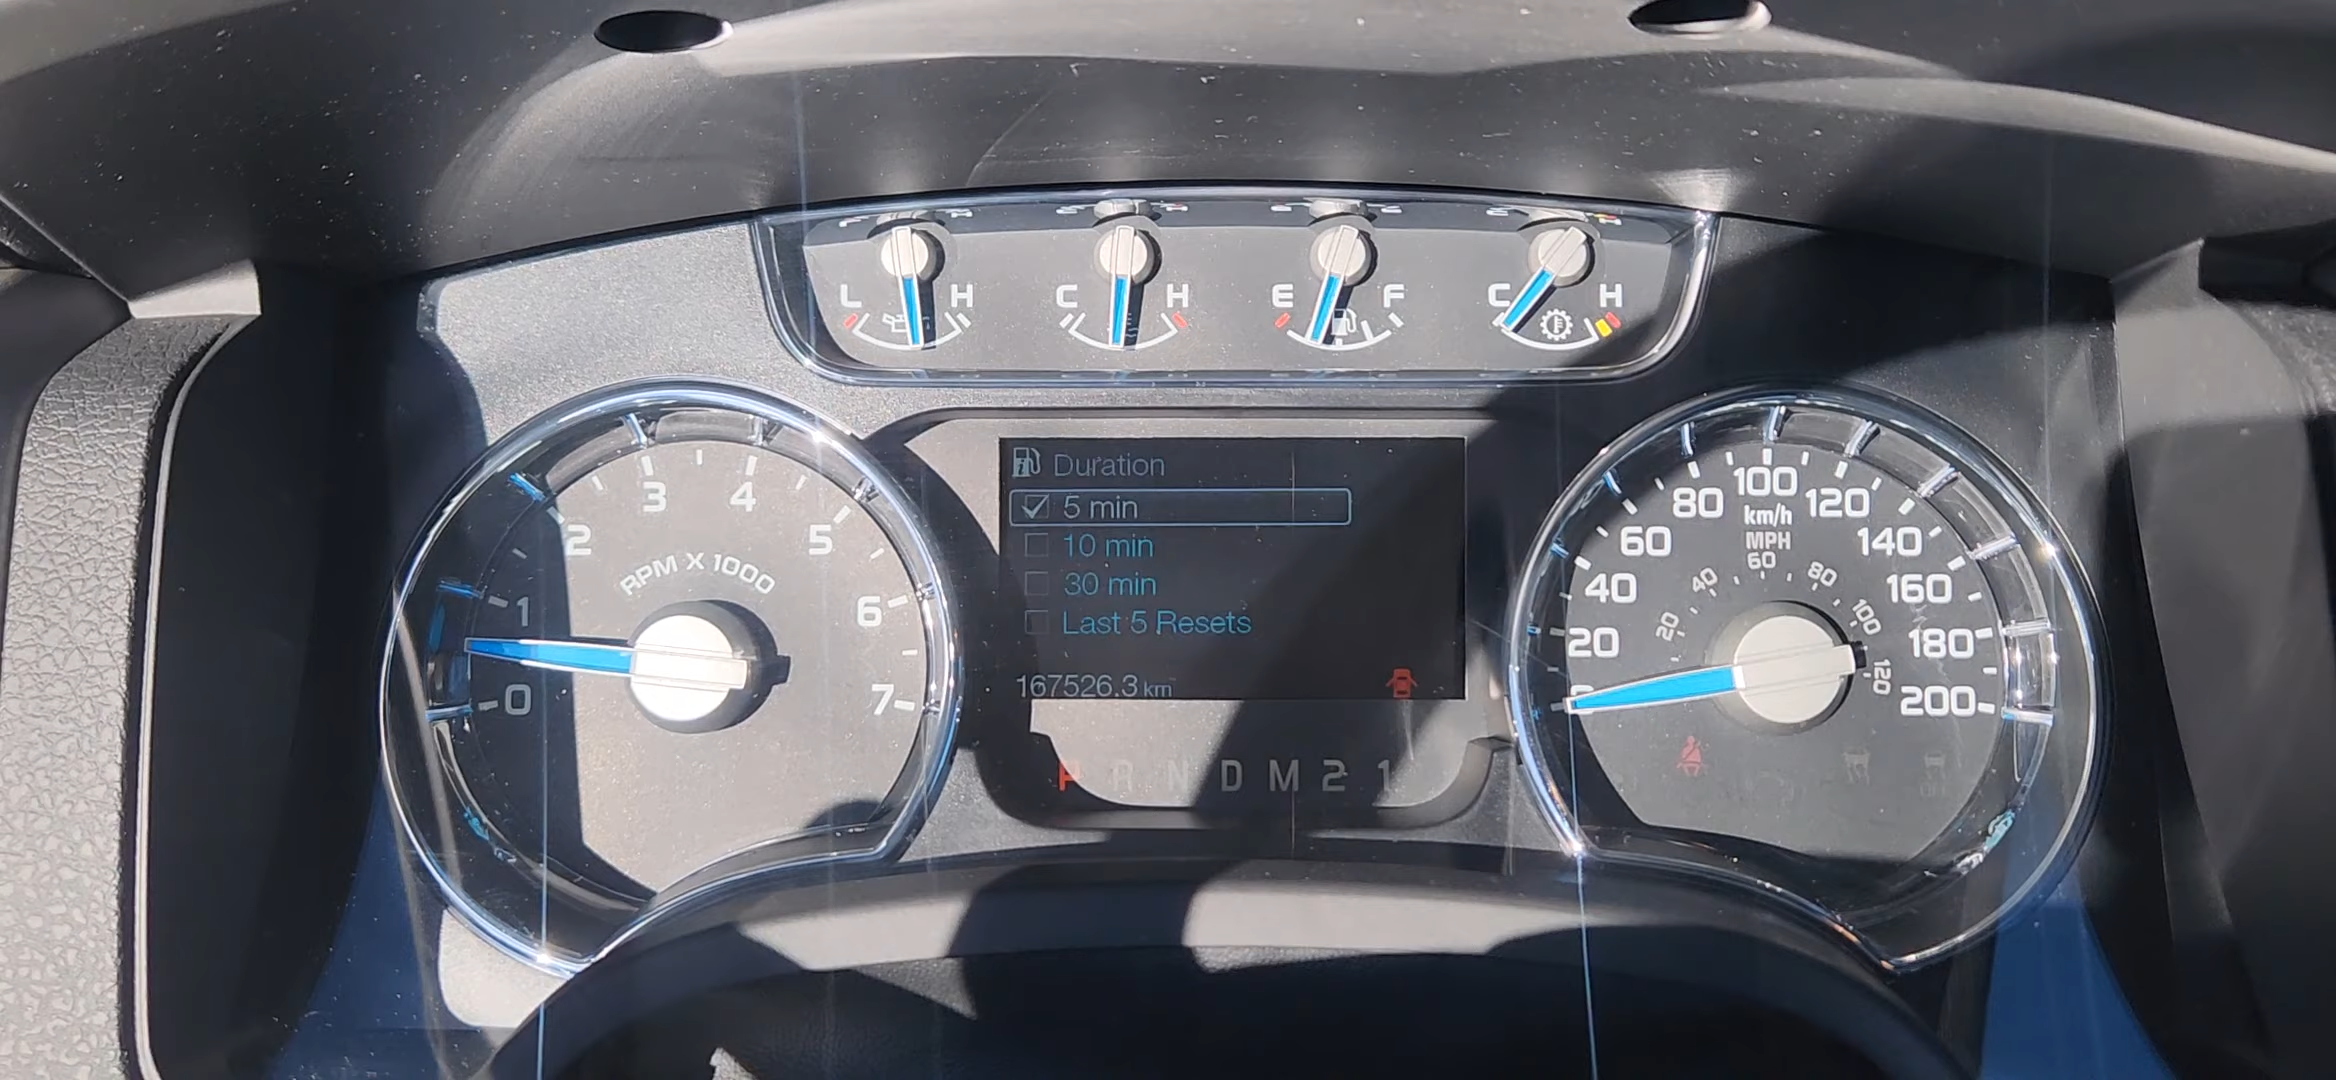 L H C H E F C H
Duration
5 min
10 min
30 min
Last 5 Resets
167526.3 km
P R N D M 2 1
0 1 2 3 4 5 6 7
RPM X 1000
20 40 60 80 100 120 140 160 180 200
km/h
MPH
20 40 60 80 100 120